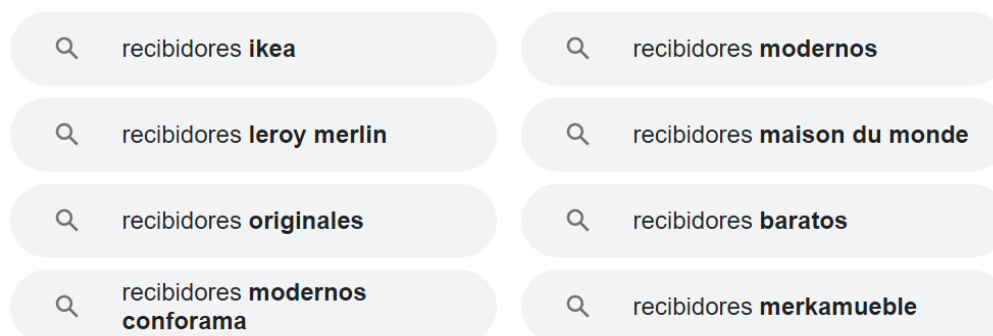 recibidores ikea
recibidores modernos
recibidores leroy merlin
recibidores maison du monde
recibidores originales
recibidores baratos
recibidores modernos
conforama
recibidores merkamueble